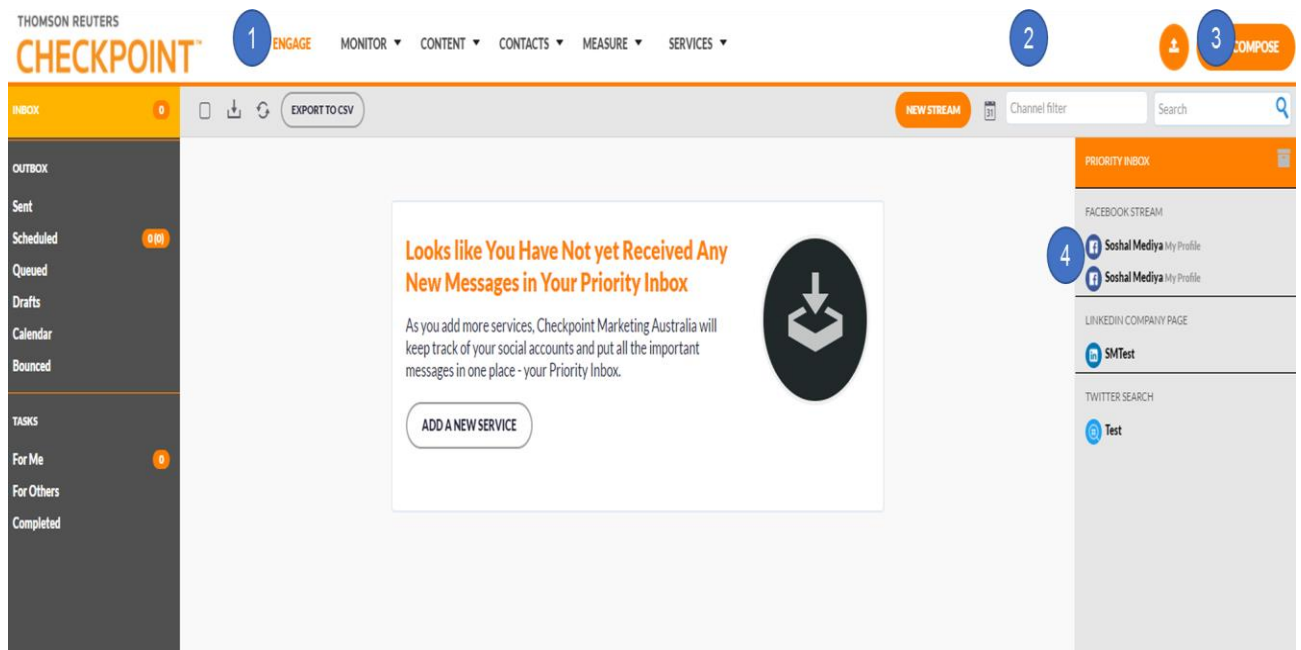 THOMSON REUTERS
CHECKPOINT™
1
ENGAGE
MONITOR
CONTENT
CONTACTS
MEASURE
SERVICES
2
3
COMPOSE
INBOX 0
EXPORT TO CSV
NEW STREAM
31
Channel filter
Search
OUTBOX
Sent
Scheduled 0 (0)
Queued
Drafts
Calendar
Bounced
TASKS
For Me 0
For Others
Completed
Looks like You Have Not yet Received Any
New Messages in Your Priority Inbox
As you add more services, Checkpoint Marketing Australia will
keep track of your social accounts and put all the important
messages in one place - your Priority Inbox.
ADD A NEW SERVICE
PRIORITY INBOX
FACEBOOK STREAM
4
Soshal Mediya My Profile
Soshal Mediya My Profile
LINKEDIN COMPANY PAGE
in SMTest
TWITTER SEARCH
Test